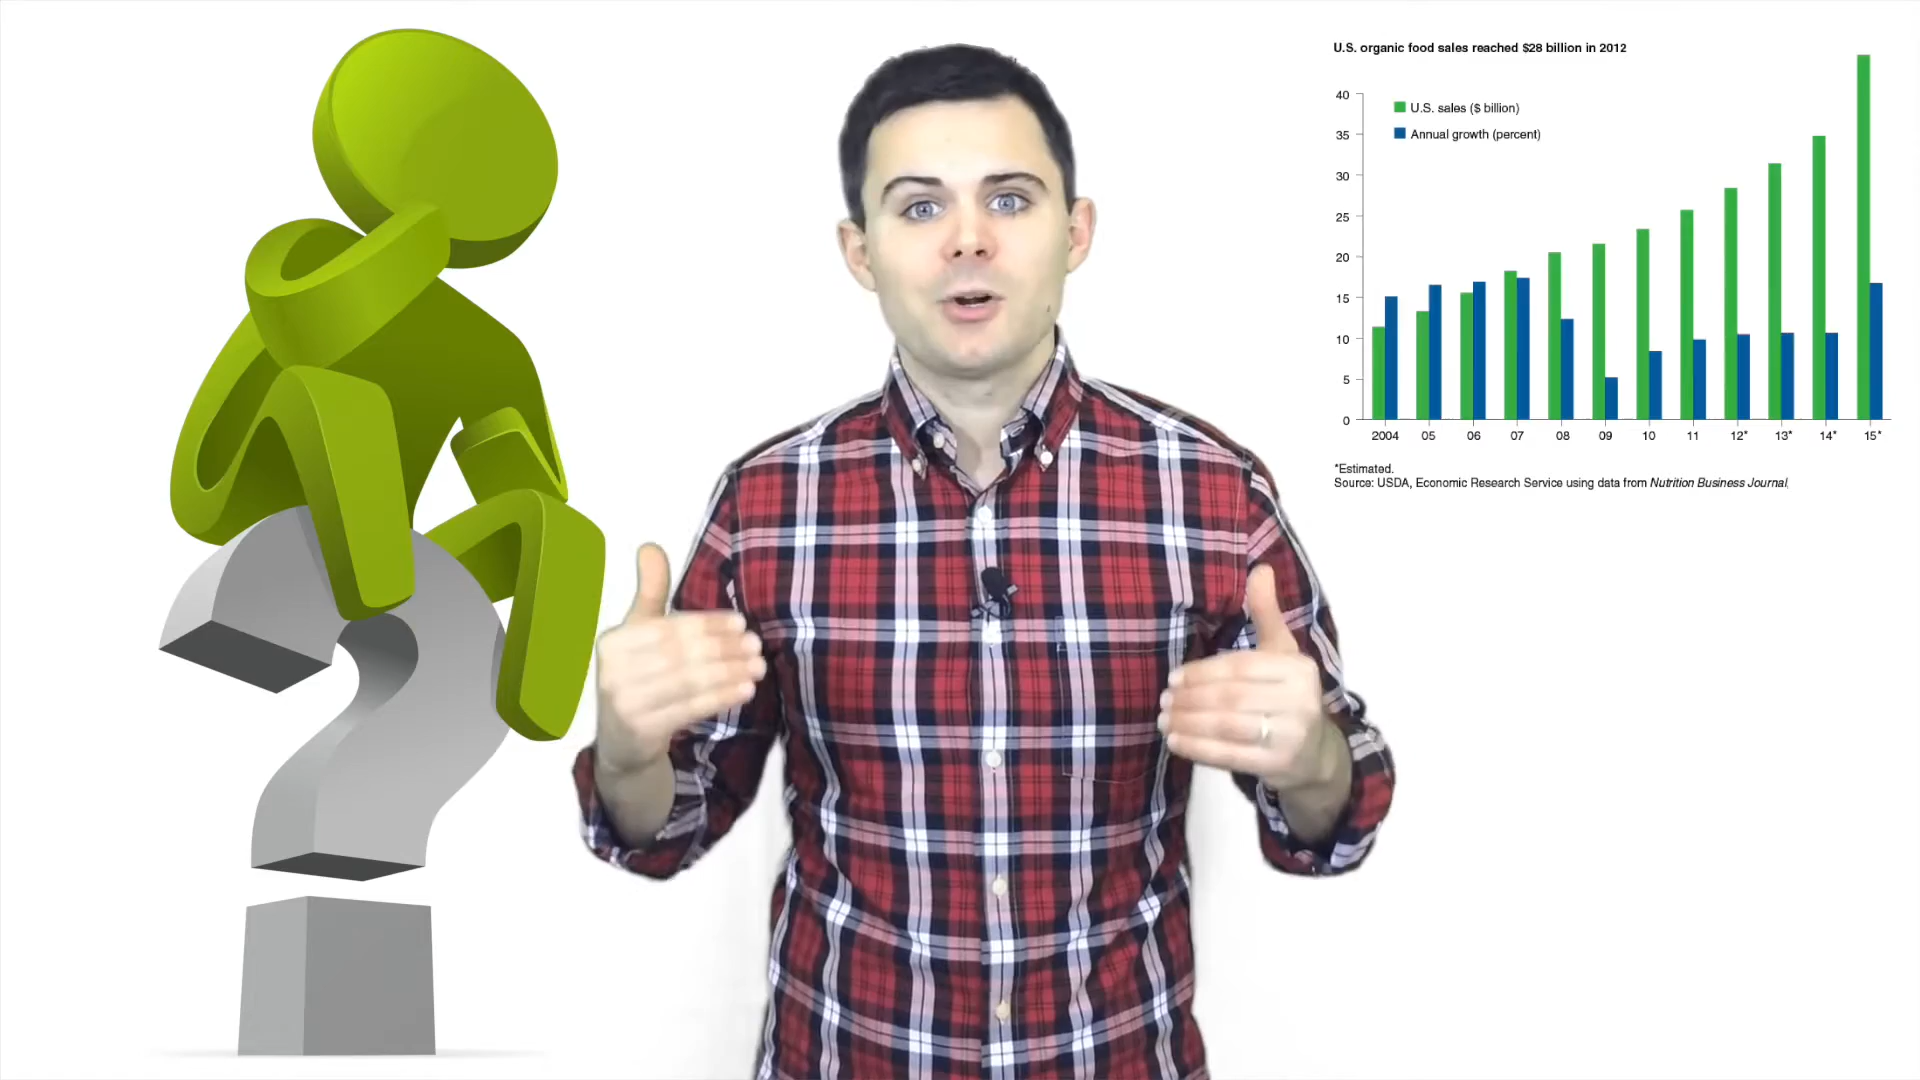 U.S. organic food sales reached $28 billion in 2012
U.S. sales ($ billion)
Annual growth (percent)
40
35
30
25
20
15
10
5
0
2004 05 06 07 08 09 10 11 12* 13* 14* 15*
*Estimated.
Source: USDA, Economic Research Service using data from Nutrition Business Journal.